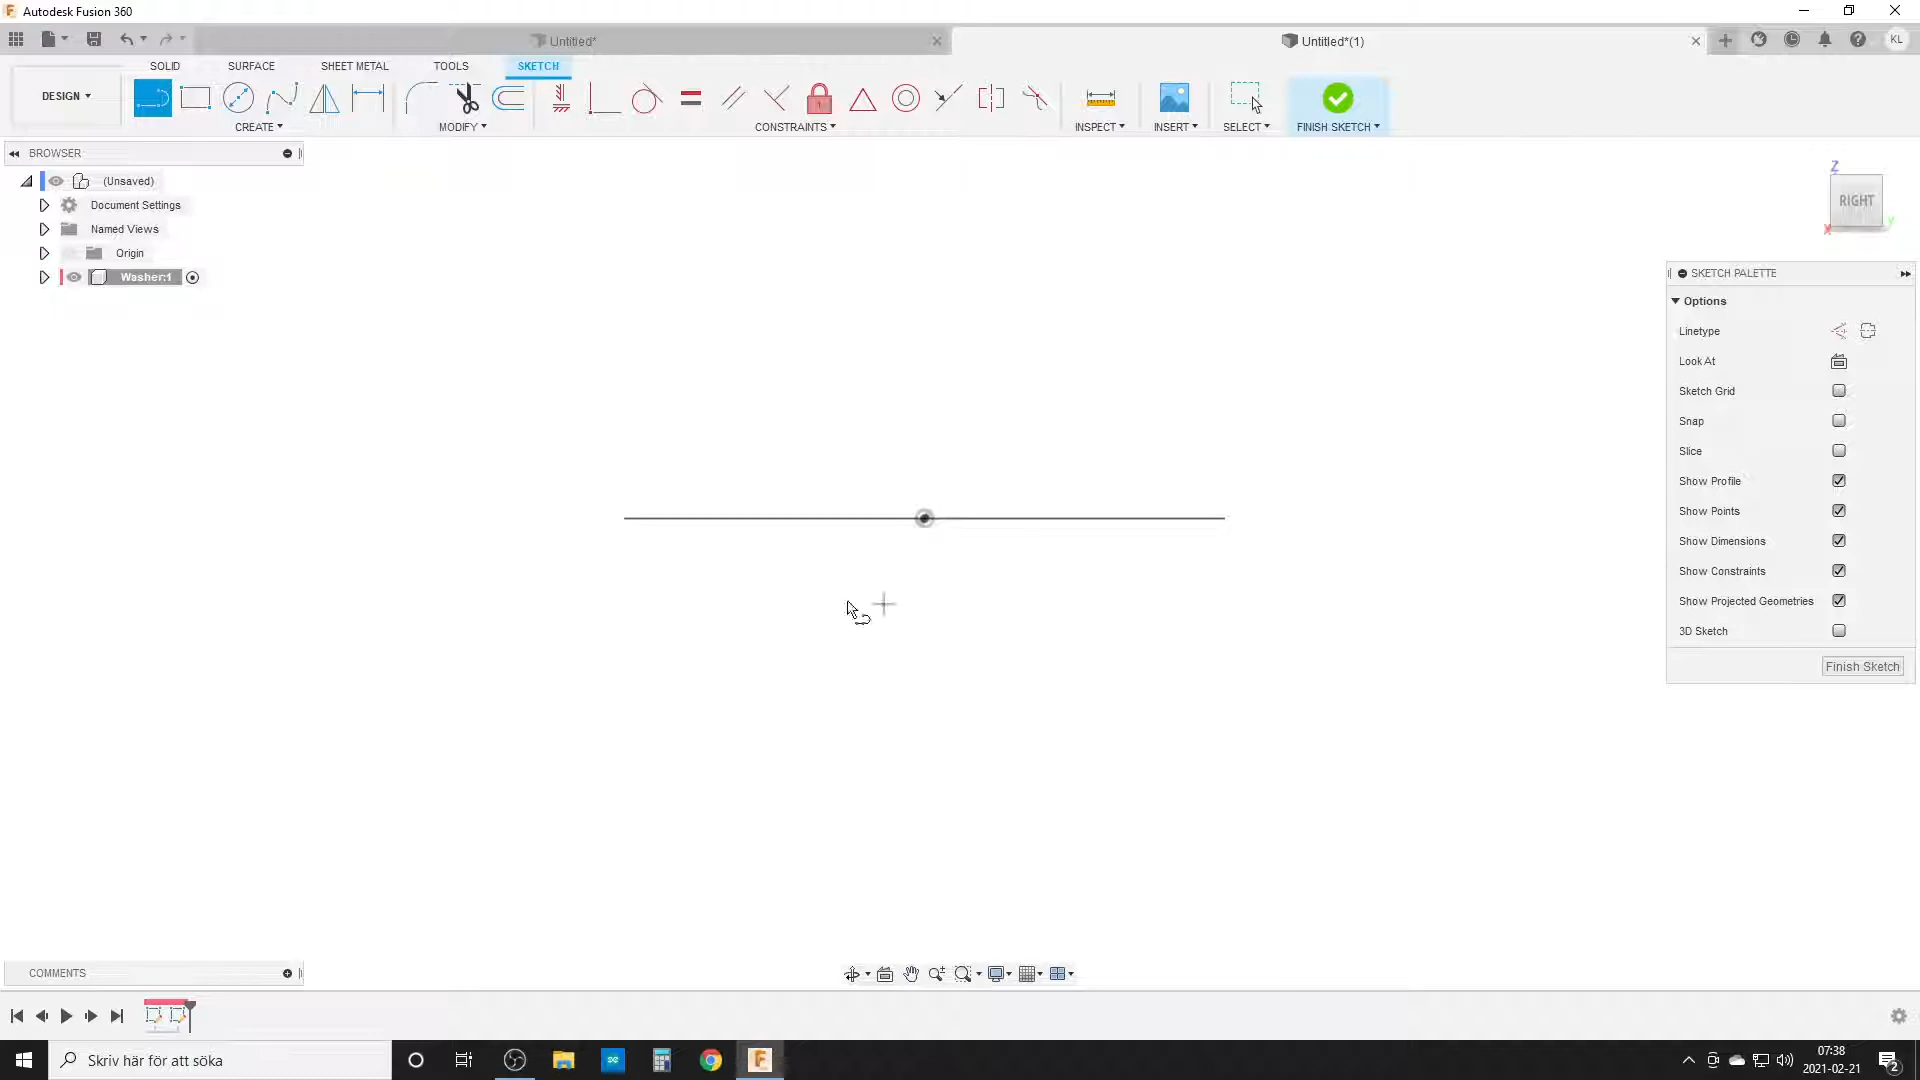 Autodesk Fusion 360
Untitled*
Untitled*(1)
KL
SOLID
SURFACE
SHEET METAL
TOOLS
SKETCH
DESIGN
CREATE
MODIFY
CONSTRAINTS
INSPECT
INSERT
SELECT
FINISH SKETCH
BROWSER
(Unsaved)
Document Settings
Named Views
Origin
Washer:1
Z
RIGHT
X
Y
SKETCH PALETTE
Options
Linetype
Look At
Sketch Grid
Snap
Slice
Show Profile
Show Points
Show Dimensions
Show Constraints
Show Projected Geometries
3D Sketch
Finish Sketch
COMMENTS
Skriv här för att söka
07:38
2021-02-21
2